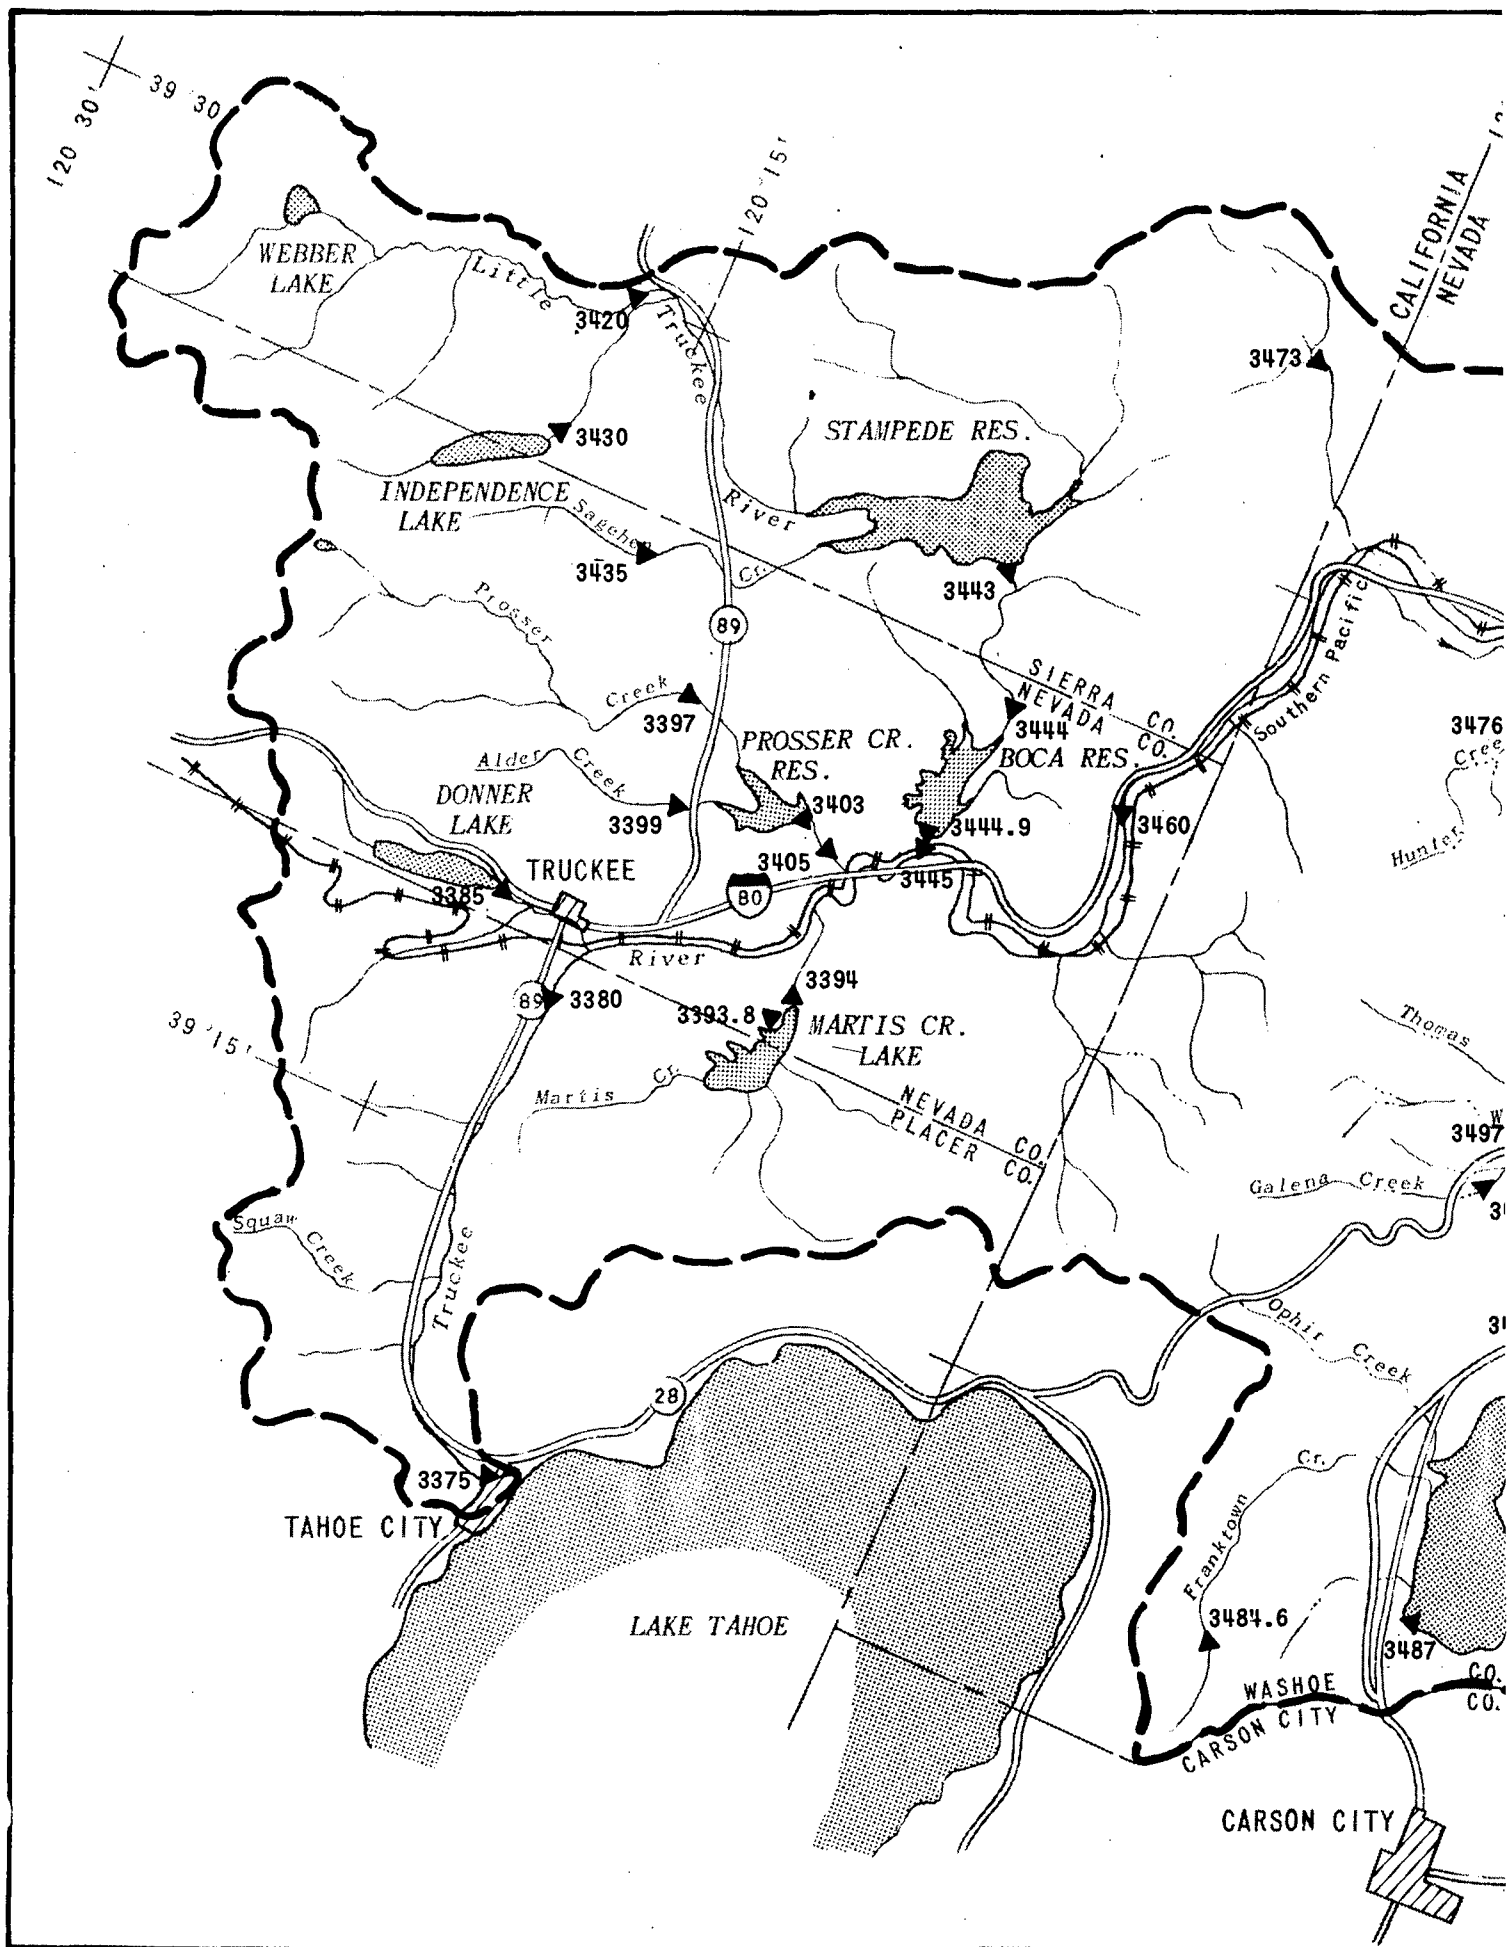 39 30
120 30'
120 15'
CALIFORNIA
NEVADA
WEBBER
LAKE
Little
Truckee
River
3420
3473
3430
STAMPEDE RES.
INDEPENDENCE
LAKE
Sagehen
Cr.
3435
3443
Prosser
Creek
89
SIERRA CO.
NEVADA CO.
Southern Pacific
3397
3444
3476
PROSSER CR.
RES.
BOCA RES.
Alder
Creek
DONNER
LAKE
3403
3399
3444.9
3460
Hunter
TRUCKEE
3405
3445
3385
80
River
3394
89
3380
3393.8
MARTIS CR.
LAKE
Thomas
39 15'
Martis Cr.
NEVADA CO.
PLACER CO.
3497
Galena Creek
Squaw
Creek
Truckee
Ophir Creek
28
3375
TAHOE CITY
Franktown
Cr.
LAKE TAHOE
3484.6
3487
WASHOE CO.
CARSON CITY CO.
CARSON CITY